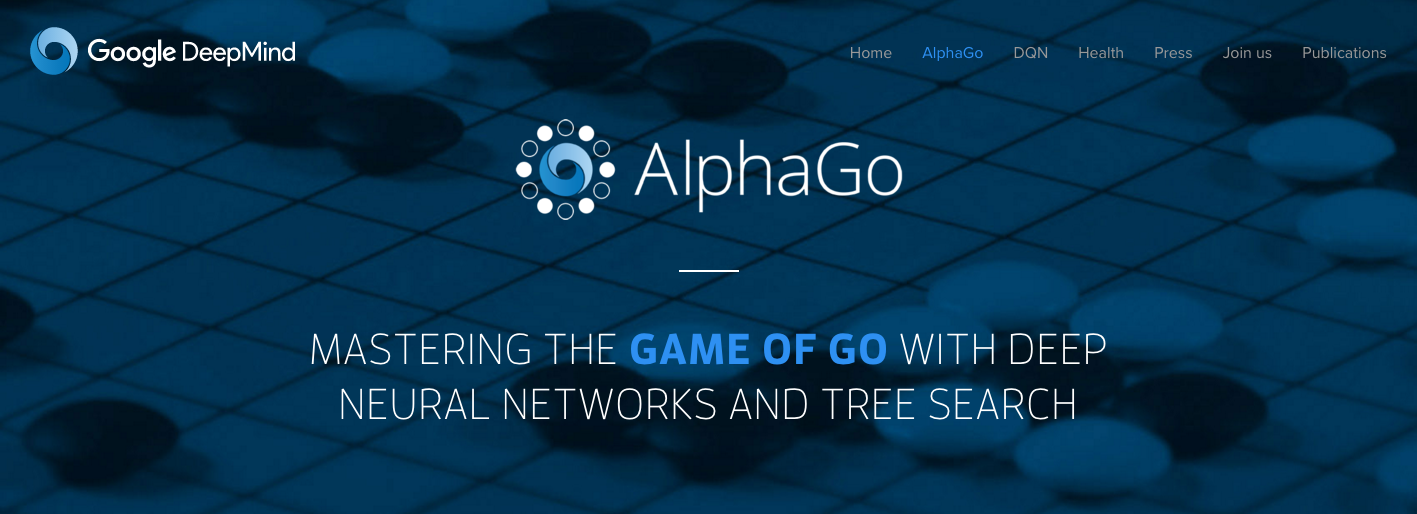 Google DeepMind
Home AlphaGo DQN Health Press Join us Publications
AlphaGo
MASTERING THE GAME OF GO WITH DEEP
NEURAL NETWORKS AND TREE SEARCH